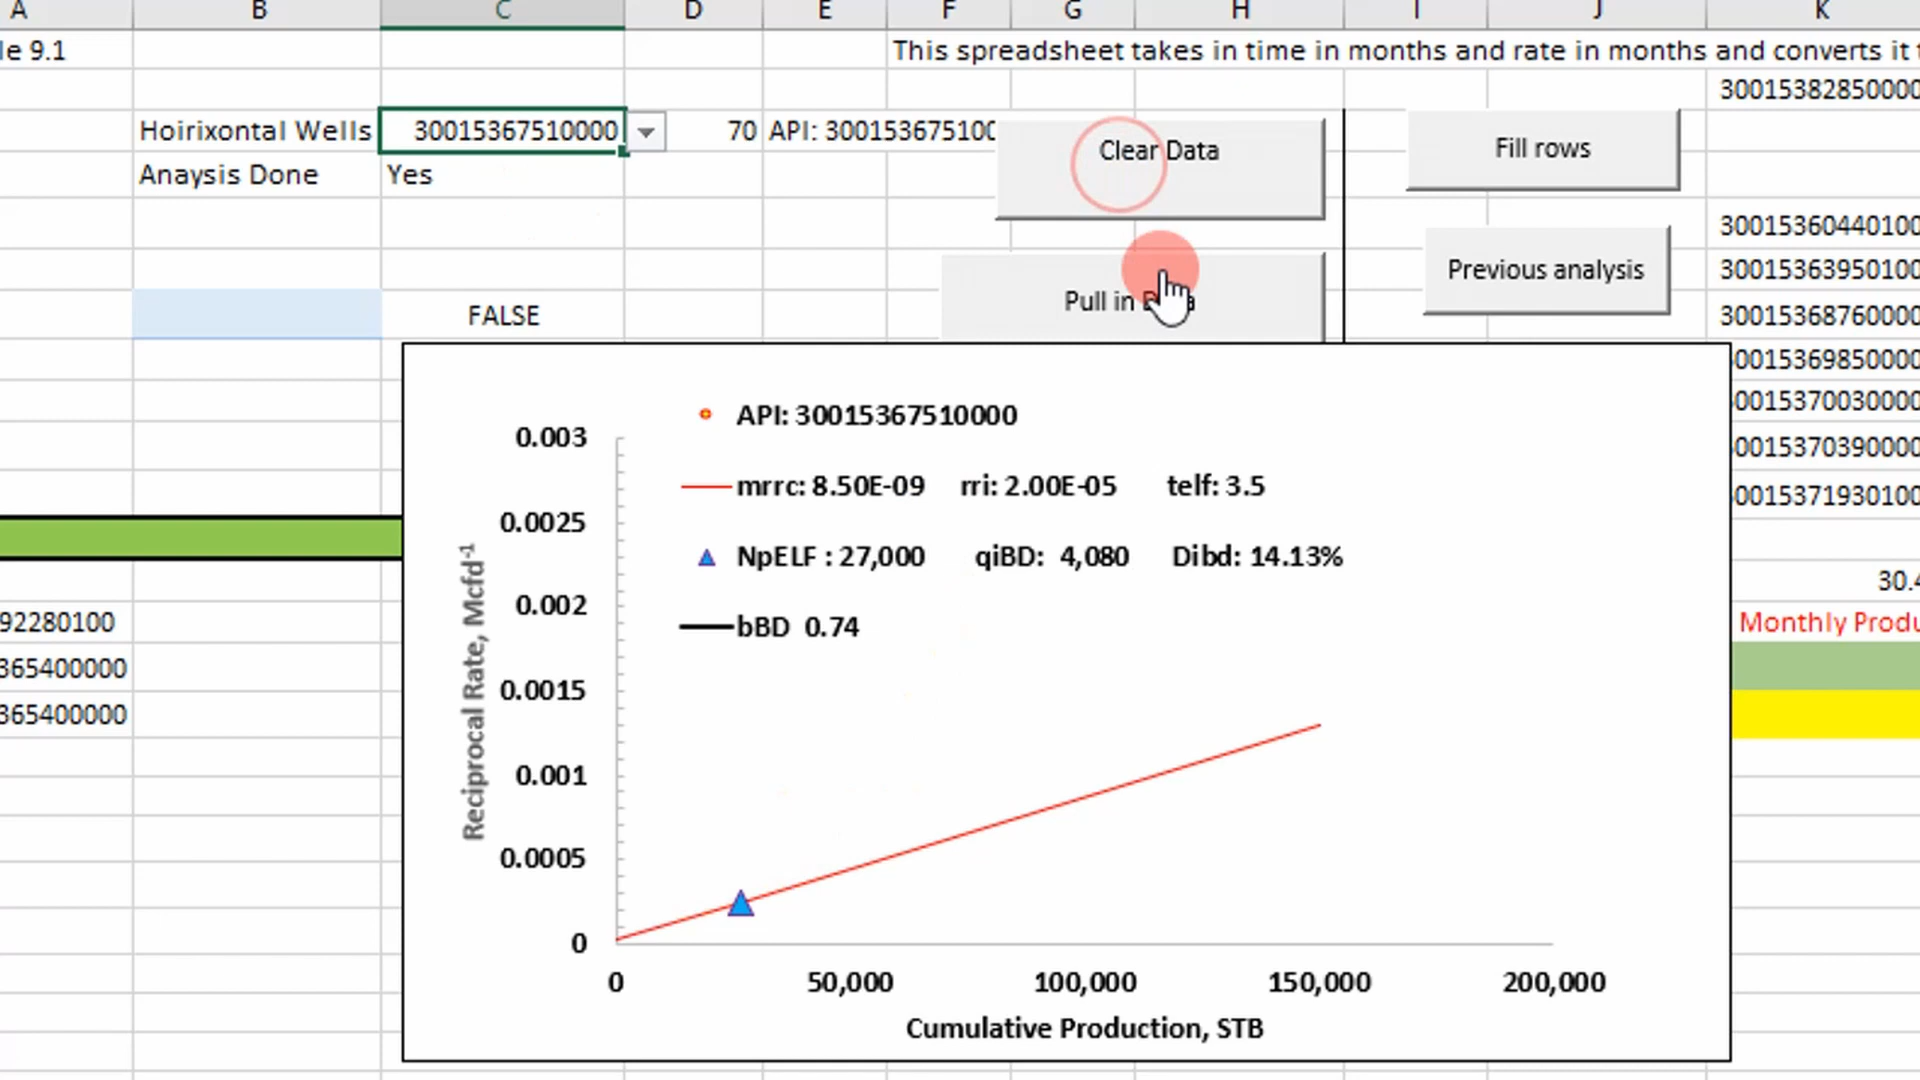 A B C D E F G H I J K
le 9.1 This spreadsheet takes in time in months and rate in months and converts it t
30015382850000
Hoirixontal Wells 30015367510000 70 API: 300153675100 Clear Data Fill rows
Anaysis Done Yes
30015360440100
Pull in Previous analysis 30015363950100
FALSE 30015368760000
0015369850000
0015370030000
0015370390000
00153719301000
API: 30015367510000
mrrc: 8.50E-09 rri: 2.00E-05 telf: 3.5
NpELF : 27,000 qiBD: 4,080 Dibd: 14.13%
bBD 0.74
0.003
0.0025
0.002
0.0015
0.001
0.0005
0
Reciprocal Rate, Mcfd-1
0 50,000 100,000 150,000 200,000
Cumulative Production, STB
30.4
92280100
Monthly Produ
365400000
365400000